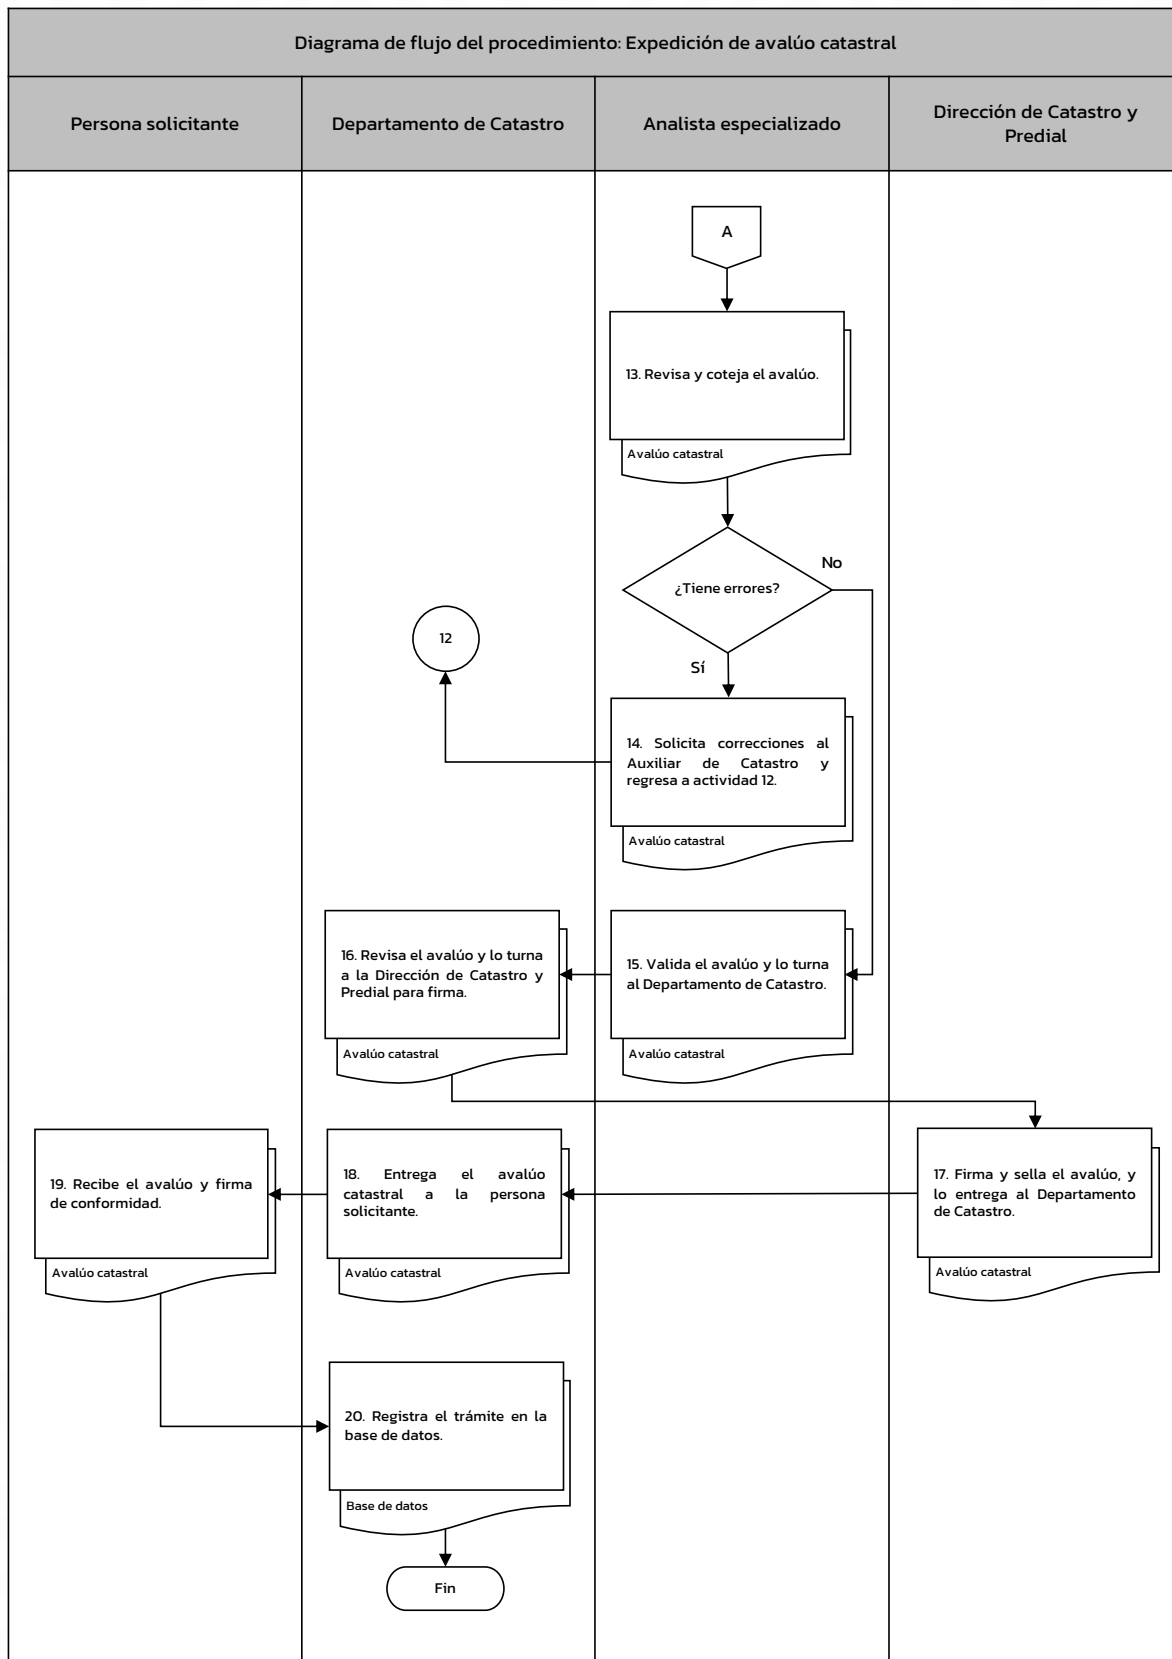 Diagrama de flujo del procedimiento: Expedición de avalúo catastral
Persona solicitante
Departamento de Catastro
Analista especializado
Dirección de Catastro y
Predial
A
13. Revisa y coteja el avalúo.
Avalúo catastral
¿Tiene errores?
No
Sí
12
14. Solicita correcciones al
Auxiliar de Catastro y
regresa a actividad 12.
Avalúo catastral
15. Valida el avalúo y lo turna
al Departamento de Catastro.
Avalúo catastral
16. Revisa el avalúo y lo turna
a la Dirección de Catastro y
Predial para firma.
Avalúo catastral
17. Firma y sella el avalúo, y
lo entrega al Departamento
de Catastro.
Avalúo catastral
18. Entrega el avalúo
catastral a la persona
solicitante.
Avalúo catastral
19. Recibe el avalúo y firma
de conformidad.
Avalúo catastral
20. Registra el trámite en la
base de datos.
Base de datos
Fin